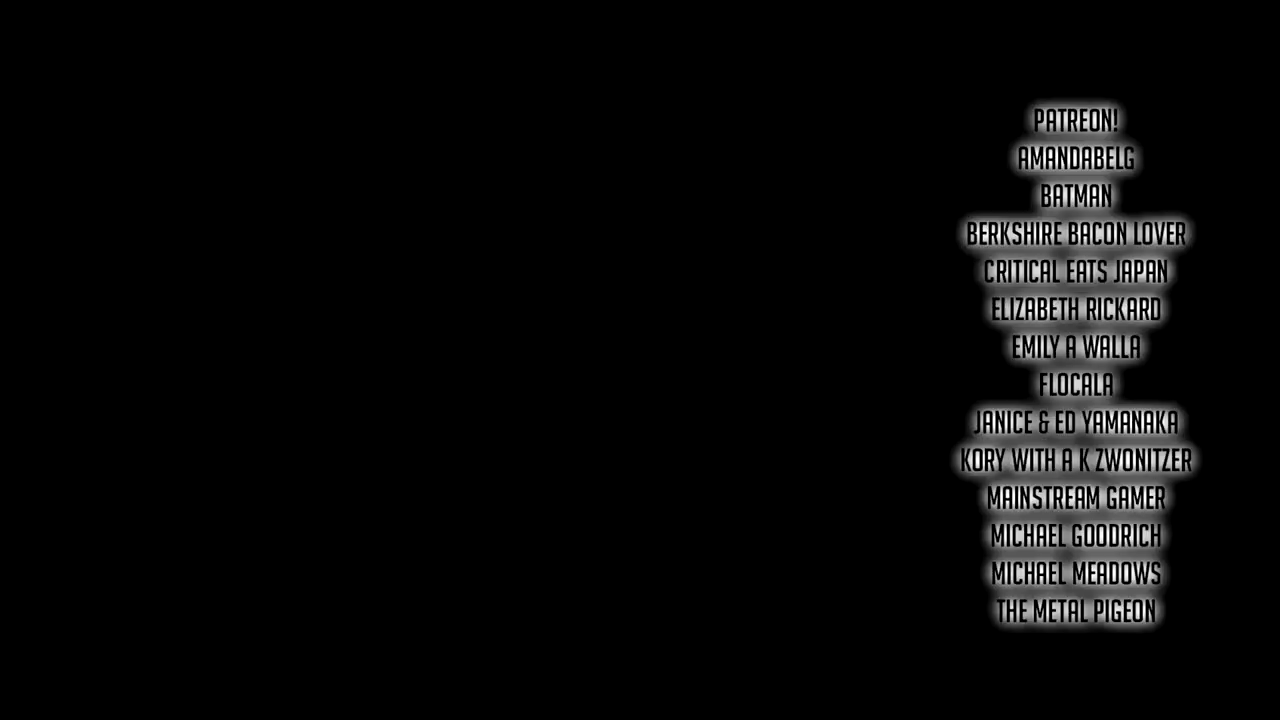 PATREON!
AMANDABELG
BATMAN
BERKSHIRE BACON LOVER
CRITICAL EATS JAPAN
ELIZABETH RICKARD
EMILY A WALLA
FLOCALA
JANICE & ED YAMANAKA
KORY WITH A K ZWONITZER
MAINSTREAM GAMER
MICHAEL GOODRICH
MICHAEL MEADOWS
THE METAL PIGEON